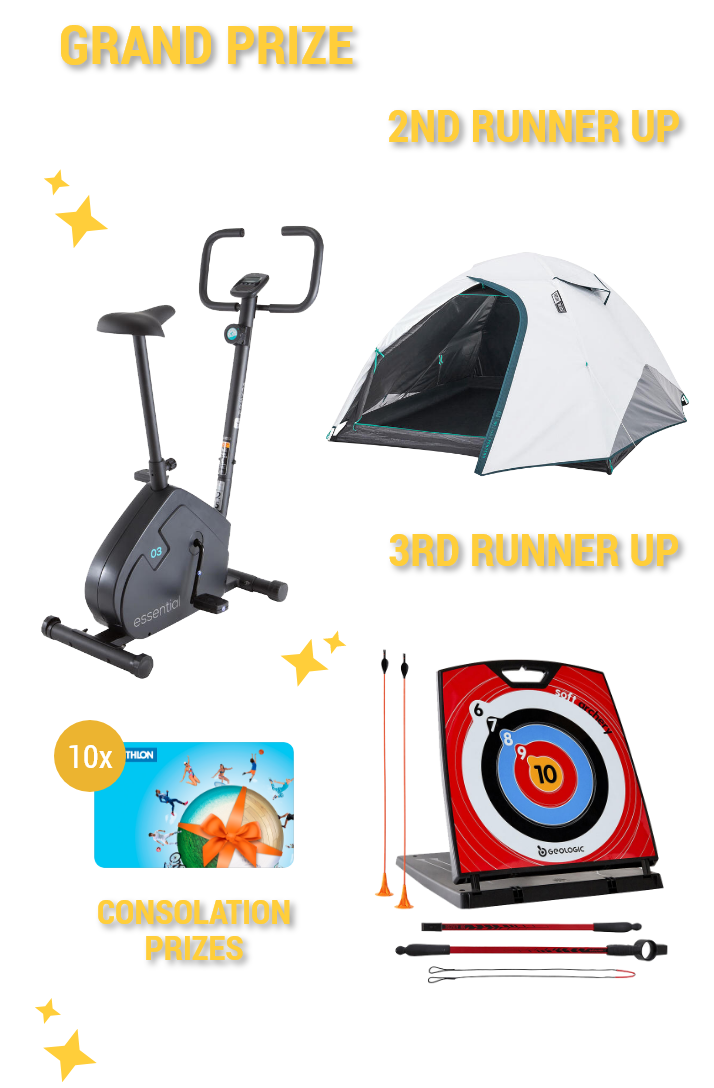 GRAND PRIZE
2ND RUNNER UP
03
essential
3RD RUNNER UP
soft archery
6
7
8
9
10
GEOLOGIC
10x
THLON
CONSOLATION
PRIZES